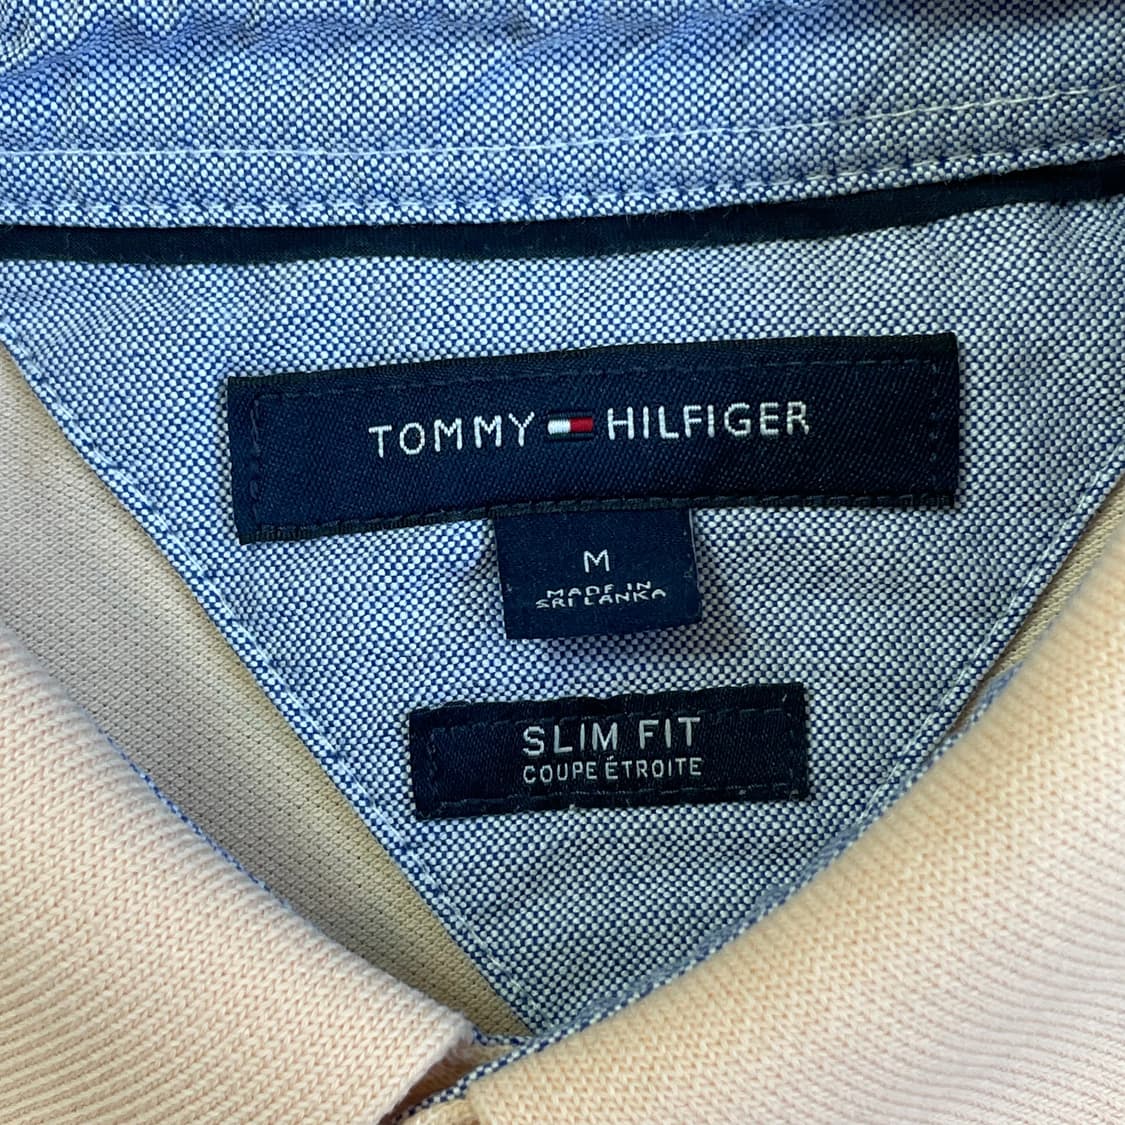 TOMMY HILFIGER
M
MADE IN
SRI LANKA
SLIM FIT
COUPE ÉTROITE